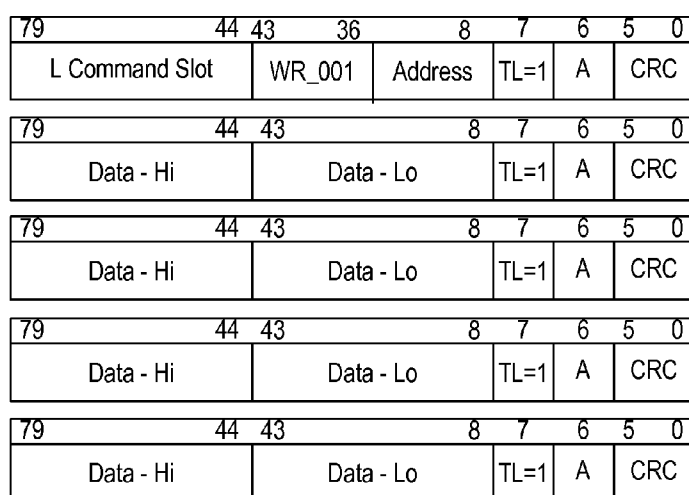 79 44 43 36 8 7 6 5 0
L Command Slot WR_001 Address TL=1 A CRC
79 44 43 8 7 6 5 0
Data - Hi Data - Lo TL=1 A CRC
79 44 43 8 7 6 5 0
Data - Hi Data - Lo TL=1 A CRC
79 44 43 8 7 6 5 0
Data - Hi Data - Lo TL=1 A CRC
79 44 43 8 7 6 5 0
Data - Hi Data - Lo TL=1 A CRC